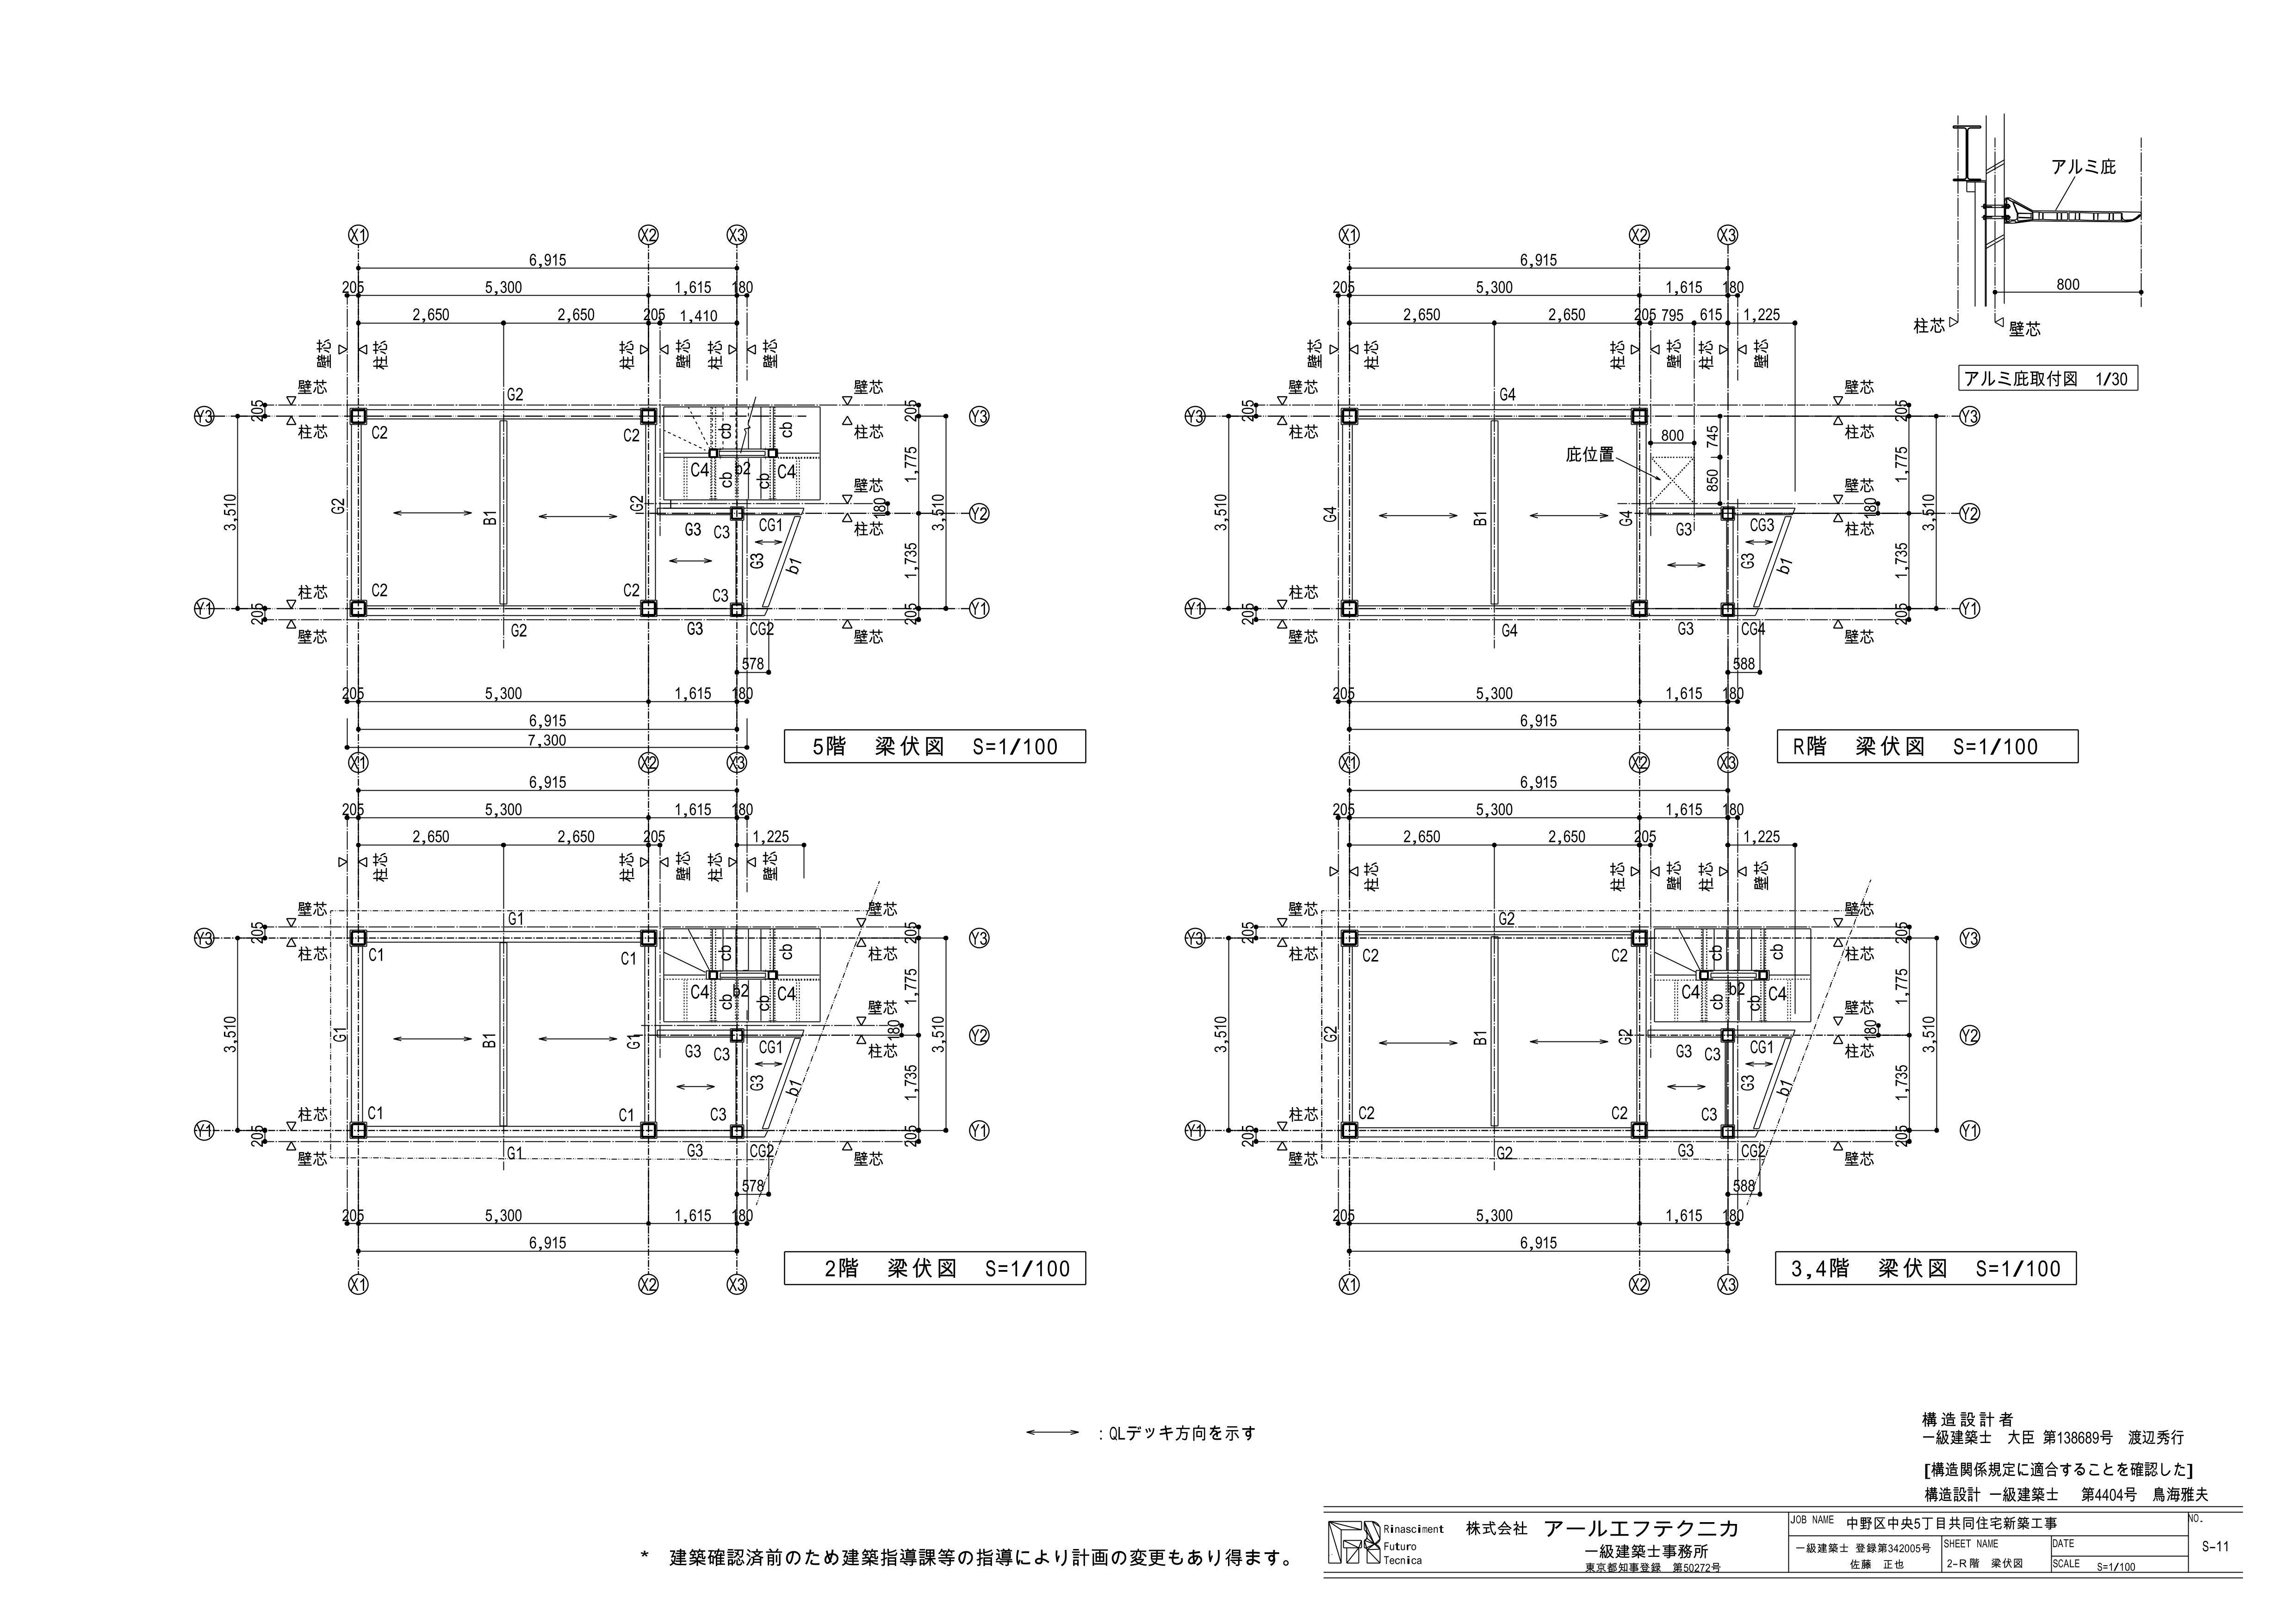 X1 X2 X3
6,915
205 5,300 1,615 180
2,650 2,650 205 1,410
壁芯 柱芯 柱芯 壁芯 柱芯 壁芯
壁芯 G2 壁芯
Y3 205 205 Y3
柱芯 C2 C2 cb cb 柱芯
1,775
C4 b2 C4
cb cb
壁芯
3,510 G2 B1 G2 180 3,510 Y2
G3 C3 CG1 柱芯
G3 b1 1,735
柱芯 C2 C2 C3
Y1 205 205 Y1
壁芯 G2 G3 CG2 壁芯
578
205 5,300 1,615 180
6,915
7,300
5階 梁伏図 S=1/100
X1 X2 X3
6,915
205 5,300 1,615 180
2,650 2,650 205 795 615 1,225
壁芯 柱芯 柱芯 壁芯 柱芯 壁芯
壁芯 G4 壁芯
Y3 205 205 Y3
柱芯 800 745 柱芯
庇位置 1,775
850 壁芯
3,510 G4 B1 G4 180 3,510 Y2
G3 CG3 柱芯
G3 b1 1,735
柱芯
Y1 205 205 Y1
壁芯 G4 G3 CG4 壁芯
588
205 5,300 1,615 180
6,915
R階 梁伏図 S=1/100
アルミ庇
800
柱芯 壁芯
アルミ庇取付図 1/30
X1 X2 X3
6,915
205 5,300 1,615 180
2,650 2,650 205 1,225
柱芯 柱芯 壁芯 柱芯 壁芯
壁芯 G1 壁芯
Y3 205 205 Y3
柱芯 C1 C1 cb cb 柱芯
1,775
C4 b2 C4
cb cb
壁芯
3,510 G1 B1 G1 180 3,510 Y2
G3 C3 CG1 柱芯
G3 b1 1,735
柱芯 C1 C1 C3
Y1 205 205 Y1
壁芯 G1 G3 CG2 壁芯
578
205 5,300 1,615 180
6,915
X1 X2 X3
2階 梁伏図 S=1/100
X1 X2 X3
6,915
205 5,300 1,615 180
2,650 2,650 205 1,225
柱芯 柱芯 壁芯 柱芯 壁芯
壁芯 G2 壁芯
Y3 205 205 Y3
柱芯 C2 C2 cb cb 柱芯
1,775
C4 b2 C4
cb cb
壁芯
3,510 G2 B1 G2 180 3,510 Y2
G3 C3 CG1 柱芯
G3 b1 1,735
柱芯 C2 C2 C3
Y1 205 205 Y1
壁芯 G2 G3 CG2 壁芯
588
205 5,300 1,615 180
6,915
X1 X2 X3
3,4階 梁伏図 S=1/100
:QLデッキ方向を示す
構造設計者
一級建築士 大臣 第138689号 渡辺秀行
[構造関係規定に適合することを確認した]
構造設計 一級建築士 第4404号 鳥海雅夫
* 建築確認済前のため建築指導課等の指導により計画の変更もあり得ます。
Rinasciment
Futuro
Tecnica
株式会社 アールエフテクニカ
一級建築士事務所
東京都知事登録 第50272号
JOB NAME 中野区中央5丁目共同住宅新築工事
一級建築士 登録第342005号
佐藤 正也
SHEET NAME
2-R階 梁伏図
DATE
SCALE S=1/100
NO.
S-11